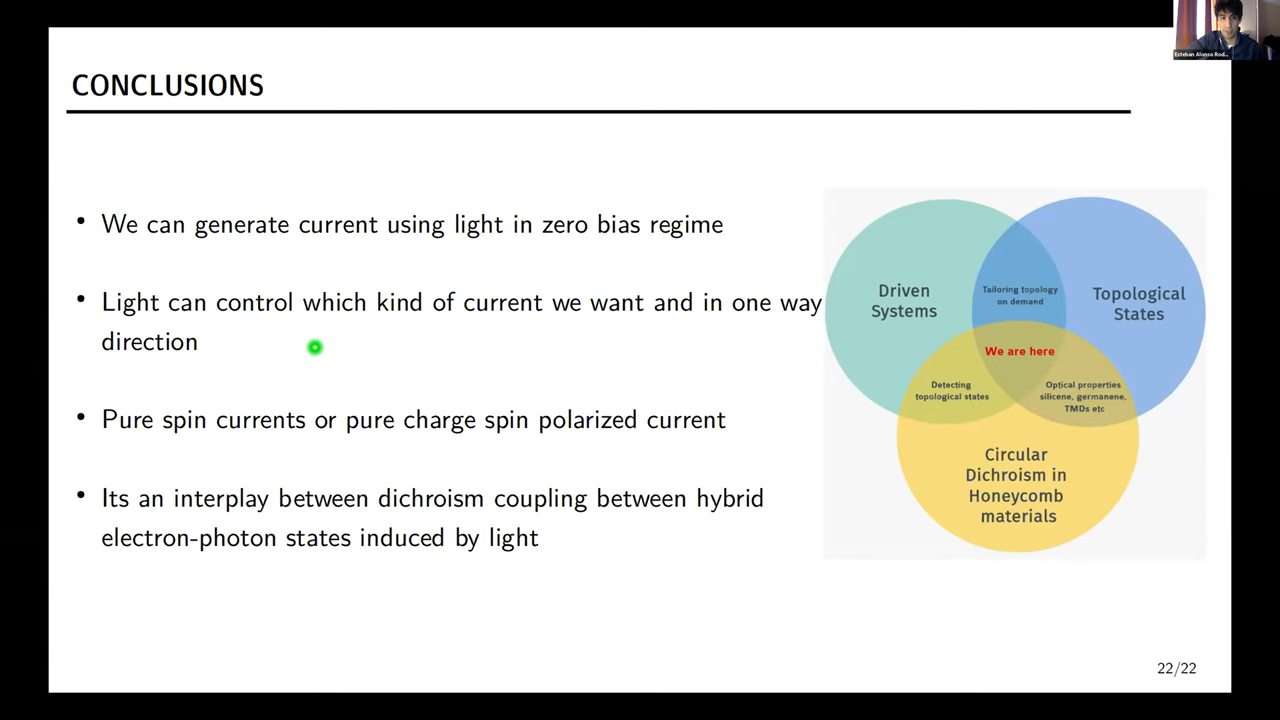 CONCLUSIONS
We can generate current using light in zero bias regime
Light can control which kind of current we want and in one way
direction
Pure spin currents or pure charge spin polarized current
Its an interplay between dichroism coupling between hybrid
electron-photon states induced by light
Driven
Systems
Tailoring topology
on demand
Topological
States
We are here
Detecting
topological states
Optical properties
silicene, germanene,
TMDs etc
Circular
Dichroism in
Honeycomb
materials
22/22
Esteban Alonso Rod...